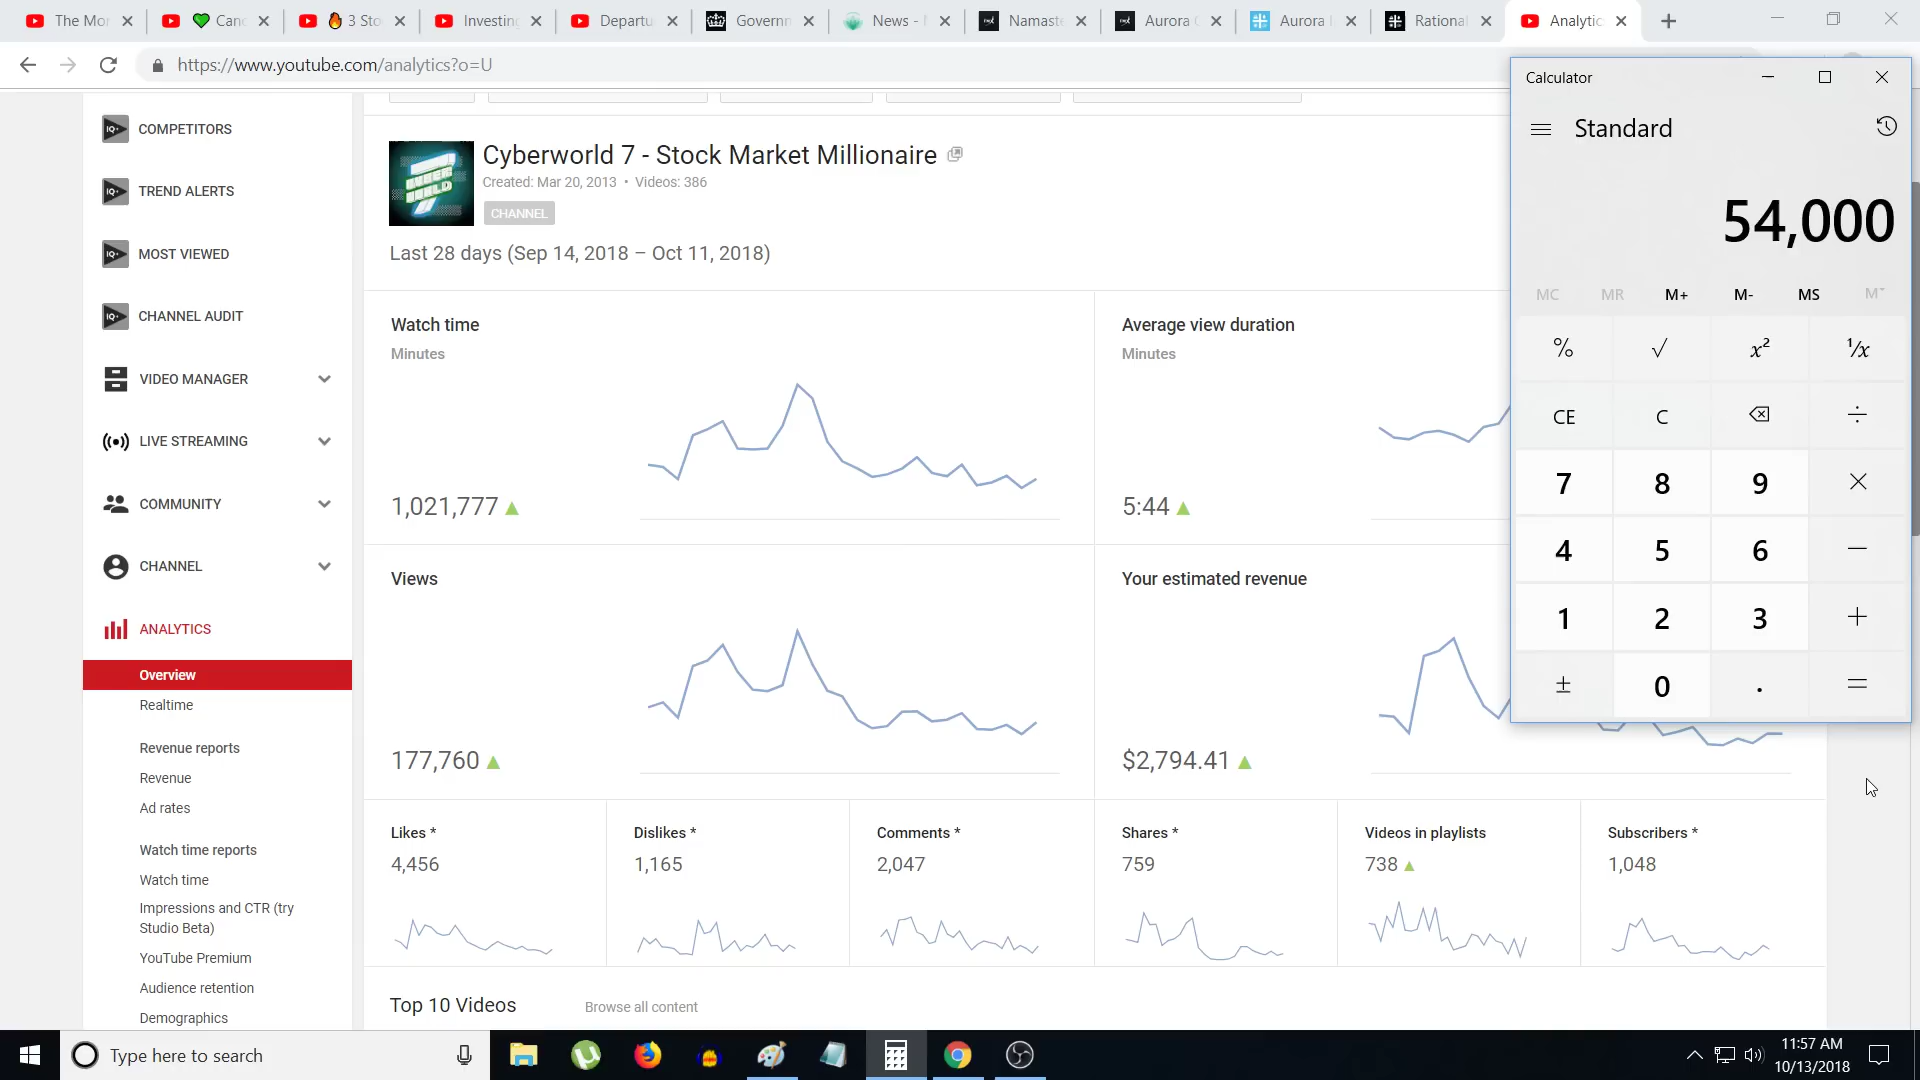 The Mor
💚 Canc
🔥 3 Sto
Investing
Departu
Governm
News -
Namaste
Aurora
Aurora
Rational
Analytic
https://www.youtube.com/analytics?o=U
COMPETITORS
TREND ALERTS
MOST VIEWED
CHANNEL AUDIT
VIDEO MANAGER
LIVE STREAMING
COMMUNITY
CHANNEL
ANALYTICS
Overview
Realtime
Revenue reports
Revenue
Ad rates
Watch time reports
Watch time
Impressions and CTR (try
Studio Beta)
YouTube Premium
Audience retention
Demographics
Cyberworld 7 - Stock Market Millionaire
Created: Mar 20, 2013 • Videos: 386
CHANNEL
Last 28 days (Sep 14, 2018 – Oct 11, 2018)
Watch time
Minutes
1,021,777
Average view duration
Minutes
5:44
Views
177,760
Your estimated revenue
$2,794.41
Likes *
4,456
Dislikes *
1,165
Comments *
2,047
Shares *
759
Videos in playlists
738
Subscribers *
1,048
Top 10 Videos
Browse all content
Calculator
Standard
54,000
MC MR M+ M- MS M˅
% √ x² ¹/x
CE C ÷
7 8 9 ×
4 5 6 −
1 2 3 +
± 0 . =
Type here to search
11:57 AM
10/13/2018